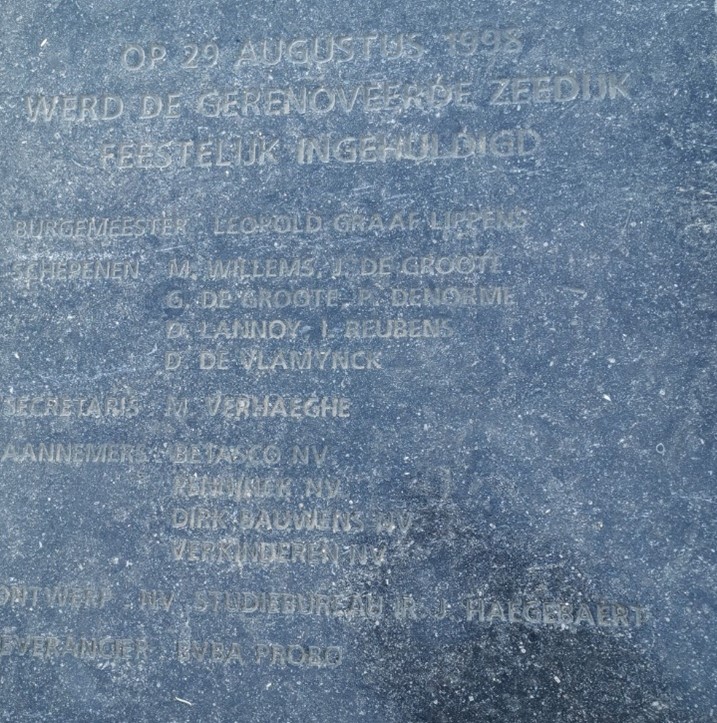 OP 29 AUGUSTUS 1998
WERD DE GERENOVEERDE ZEEDIJK
FEESTELIJK INGEHULDIGD
BURGEMEESTER LEOPOLD GRAAF LIPPENS
SCHEPENEN M. WILLEMS, J. DE GROOTE
G. DE GROOTE P. DENORME
D. LANNOY I. REUBENS
D. DE VLAMYNCK
SECRETARIS M. VERHAEGHE
AANNEMERS BETASCO NV
NV
DIRK BAUWENS NV
VERKINDEREN NV
ONTWERP NV STUDIEBUREAU IR. J. HAEGEBAERT
LEVERANCIER BVBA PROBO